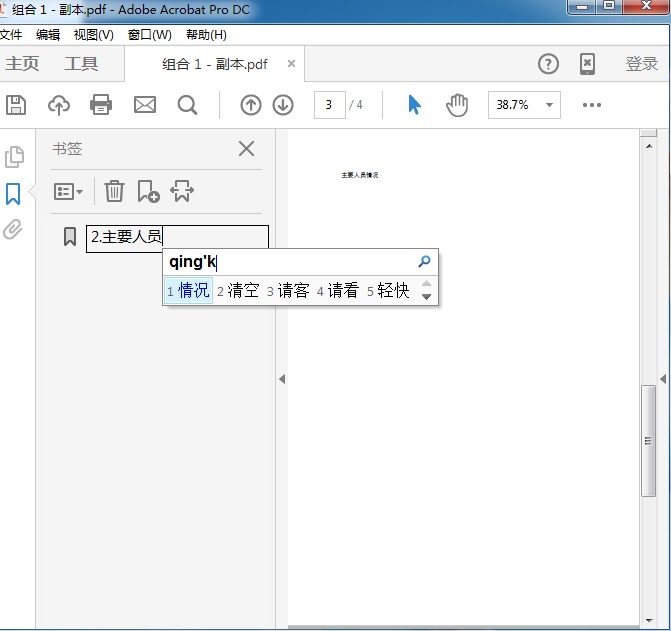 组合 1 - 副本.pdf - Adobe Acrobat Pro DC
文件 编辑 视图(V) 窗口(W) 帮助(H)
主页 工具 组合 1 - 副本.pdf × ? 登录
3 / 4 38.7%
书签
主要人员情况
2.主要人员
qing'k
1 情况 2 清空 3 请客 4 请看 5 轻快